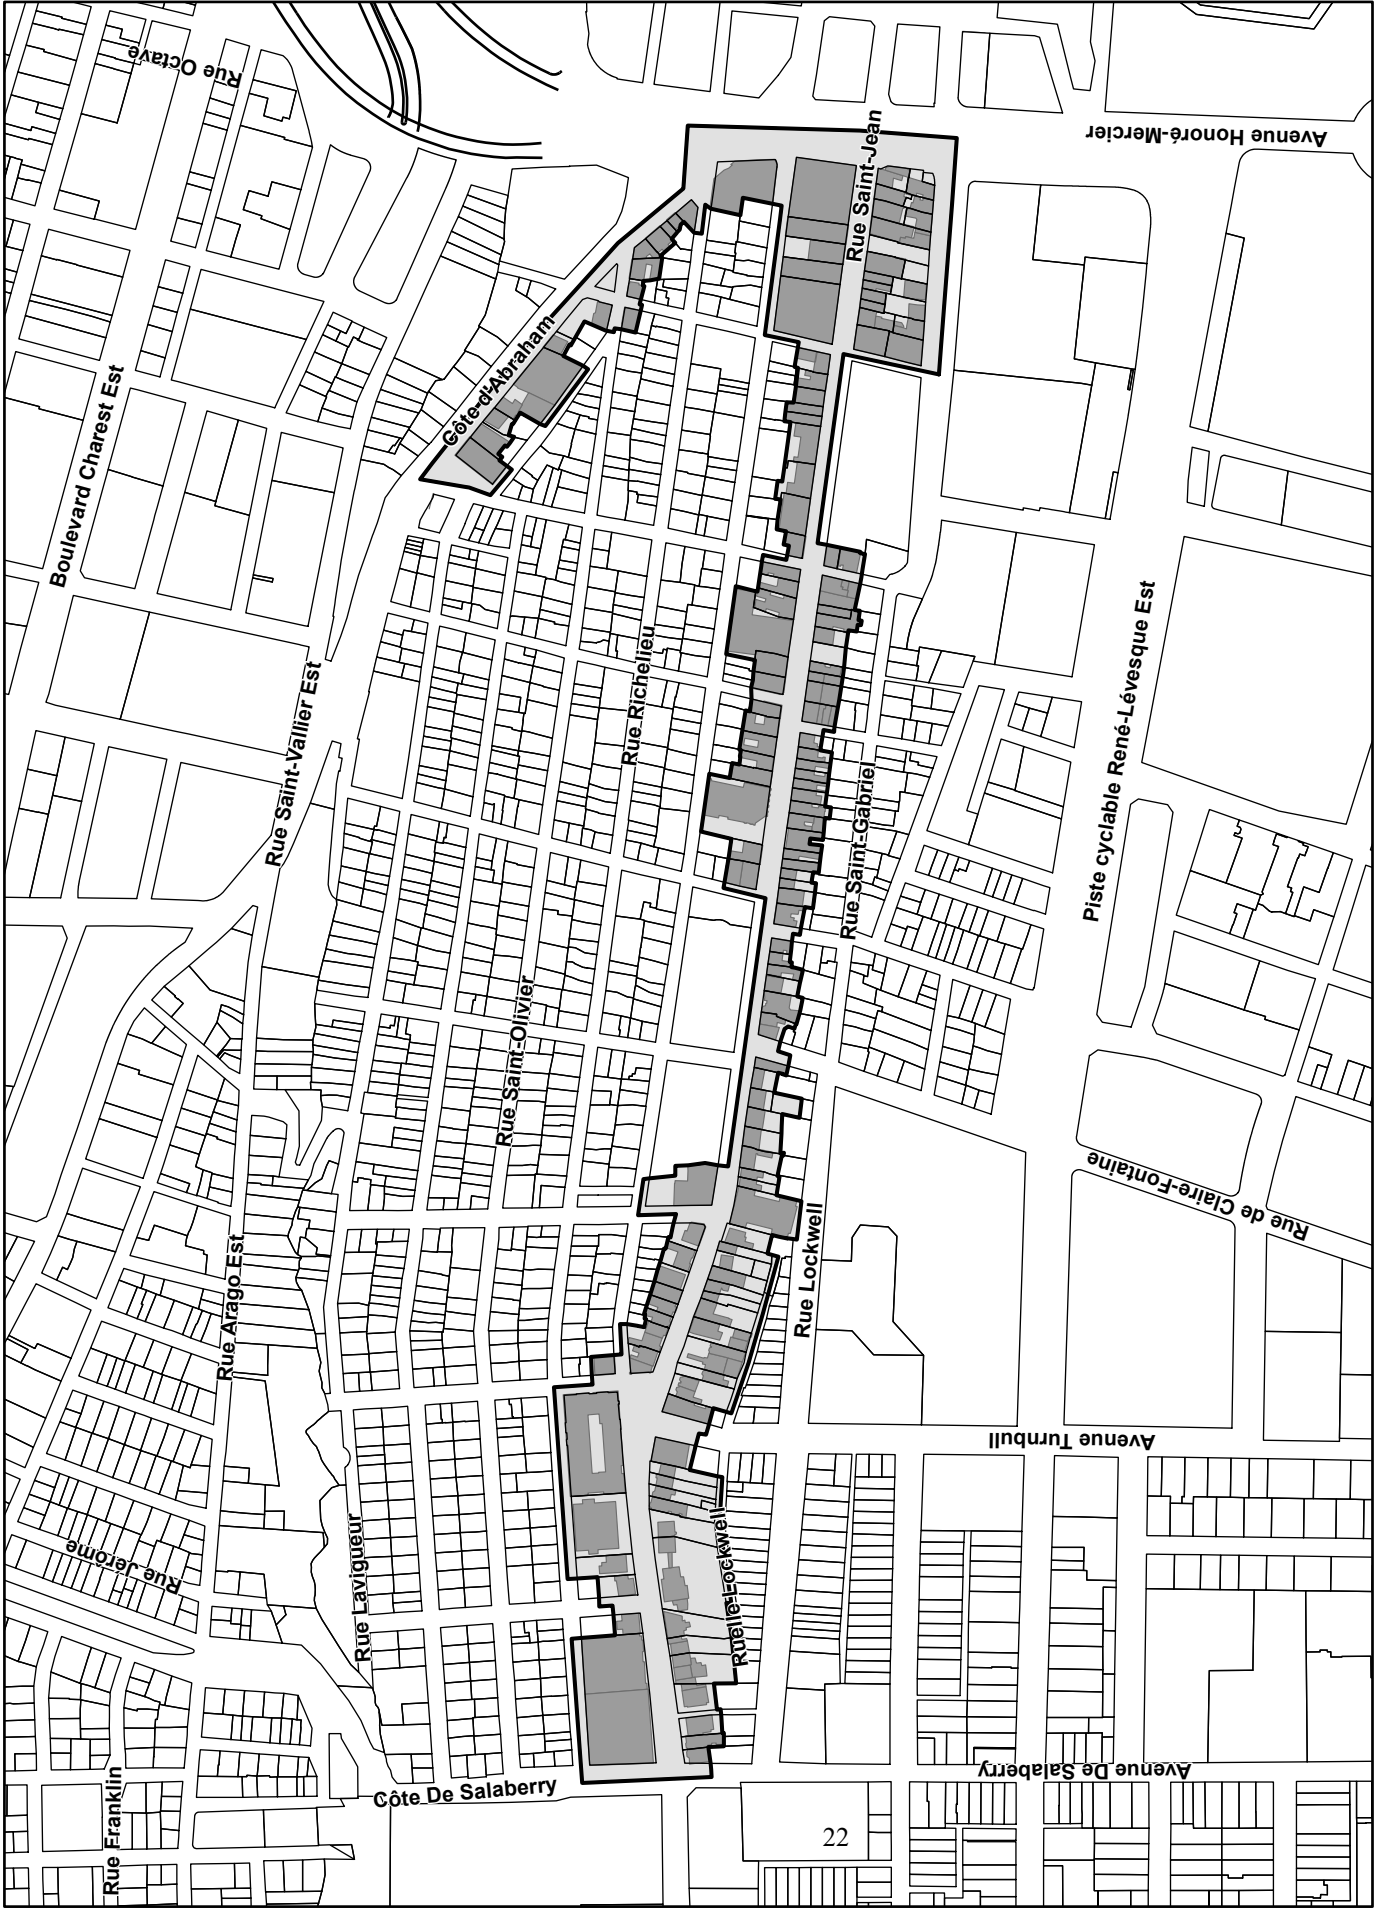 Rue Octave
Avenue Honoré-Mercier
Rue Saint-Jean
Côte-d'Abraham
Boulevard Charest Est
Rue Saint-Vallier Est
Rue Richelieu
Piste cyclable René-Lévesque Est
Rue Saint-Gabriel
Rue Saint-Olivier
Rue de Claire-Fontaine
Rue Arago Est
Rue Lockwell
Avenue Turnbull
Rue Jérôme
Rue Lavigueur
Ruelle-Lockwell
Avenue De Salaberry
Côte De Salaberry
Rue Franklin
22